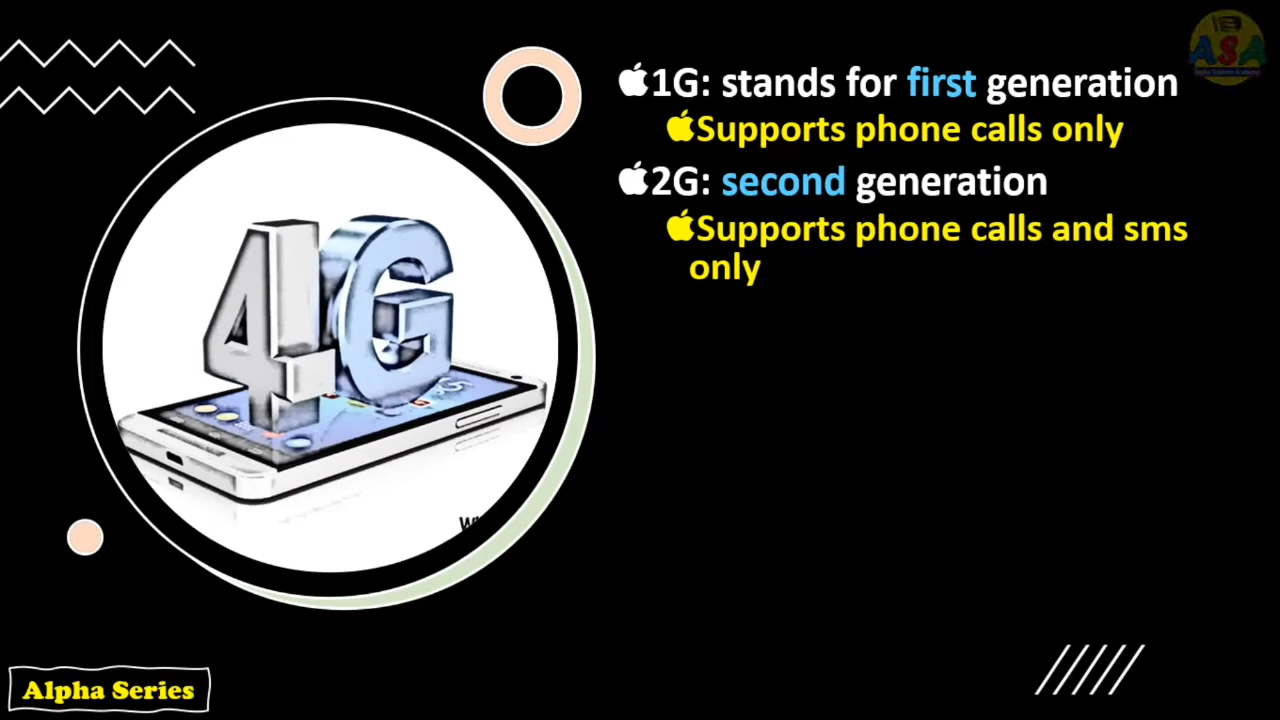 1G: stands for first generation
Supports phone calls only
2G: second generation
Supports phone calls and sms
only
4G
ASA
Alpha Series